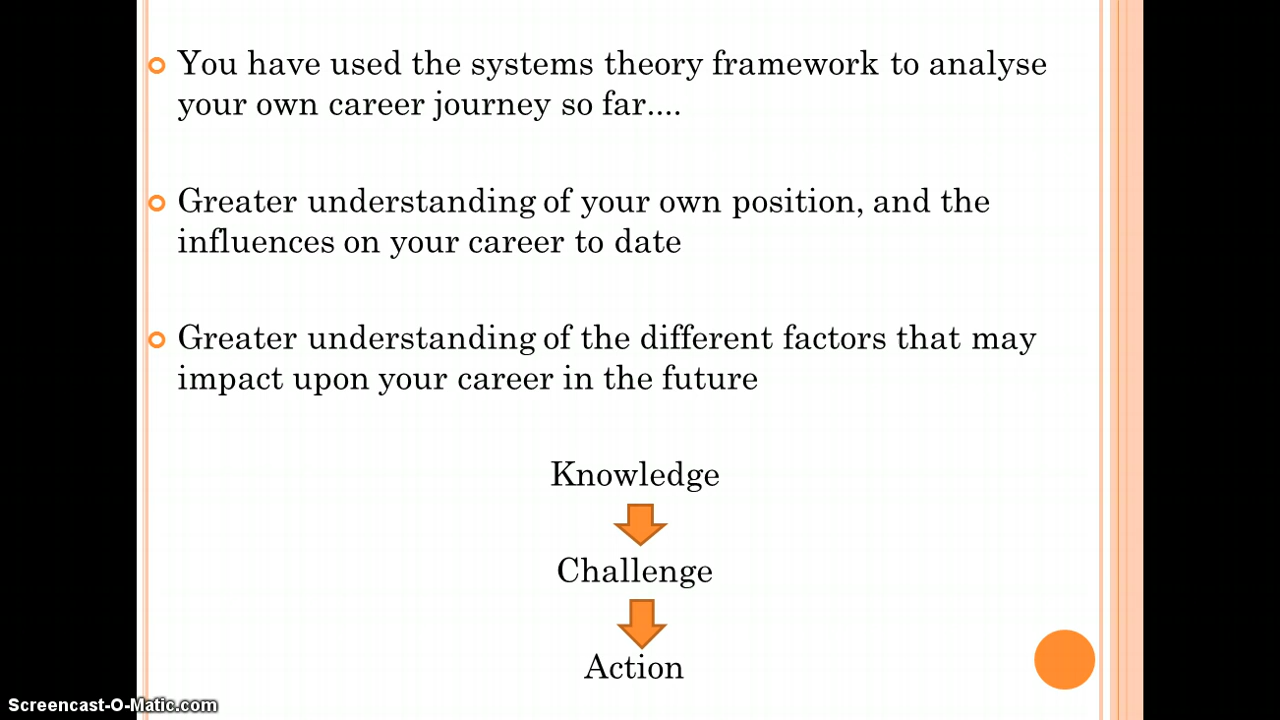 You have used the systems theory framework to analyse
your own career journey so far....
Greater understanding of your own position, and the
influences on your career to date
Greater understanding of the different factors that may
impact upon your career in the future
Knowledge
Challenge
Action
Screencast-O-Matic.com